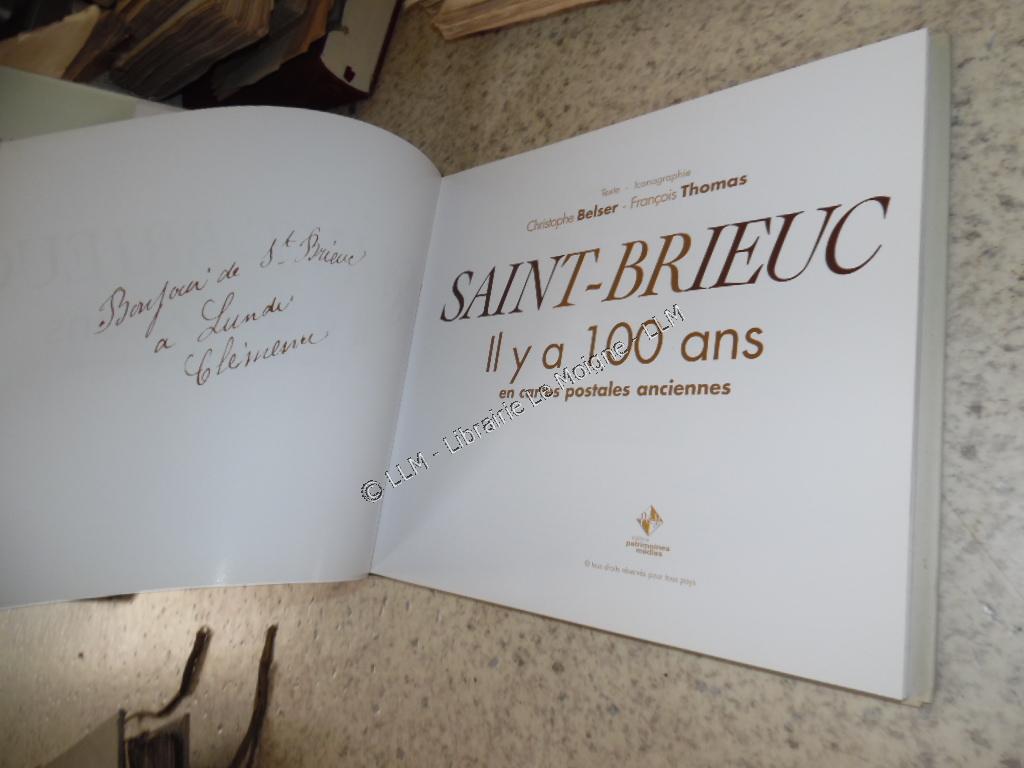 Bonjour de St Brieuc
a Lundi
Clémence
Texte - Iconographie
Christophe Belser - François Thomas
SAINT-BRIEUC
Il y a 100 ans
en cartes postales anciennes
© LLM - Librairie Le Moigne - LLM
patrimoines
médias
© tous droits réservés pour tous pays